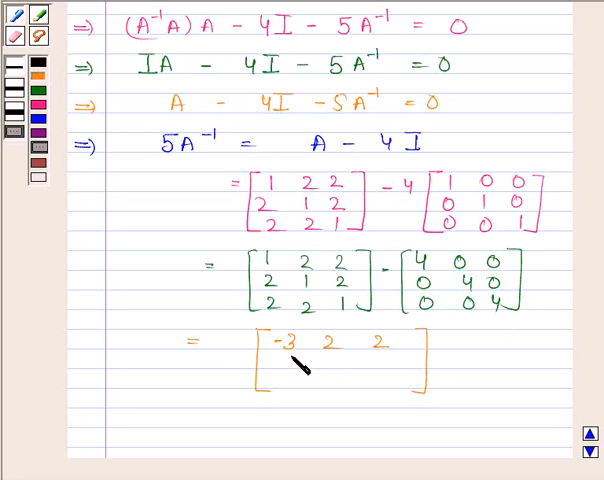 ⇒ (A⁻¹A) A - 4I - 5A⁻¹ = 0
⇒ IA - 4I - 5A⁻¹ = 0
⇒ A - 4I - 5A⁻¹ = 0
⇒ 5A⁻¹ = A - 4I
= [1 2 2; 2 1 2; 2 2 1] - 4 [1 0 0; 0 1 0; 0 0 1]
= [1 2 2; 2 1 2; 2 2 1] - [4 0 0; 0 4 0; 0 0 4]
= [-3 2 2]